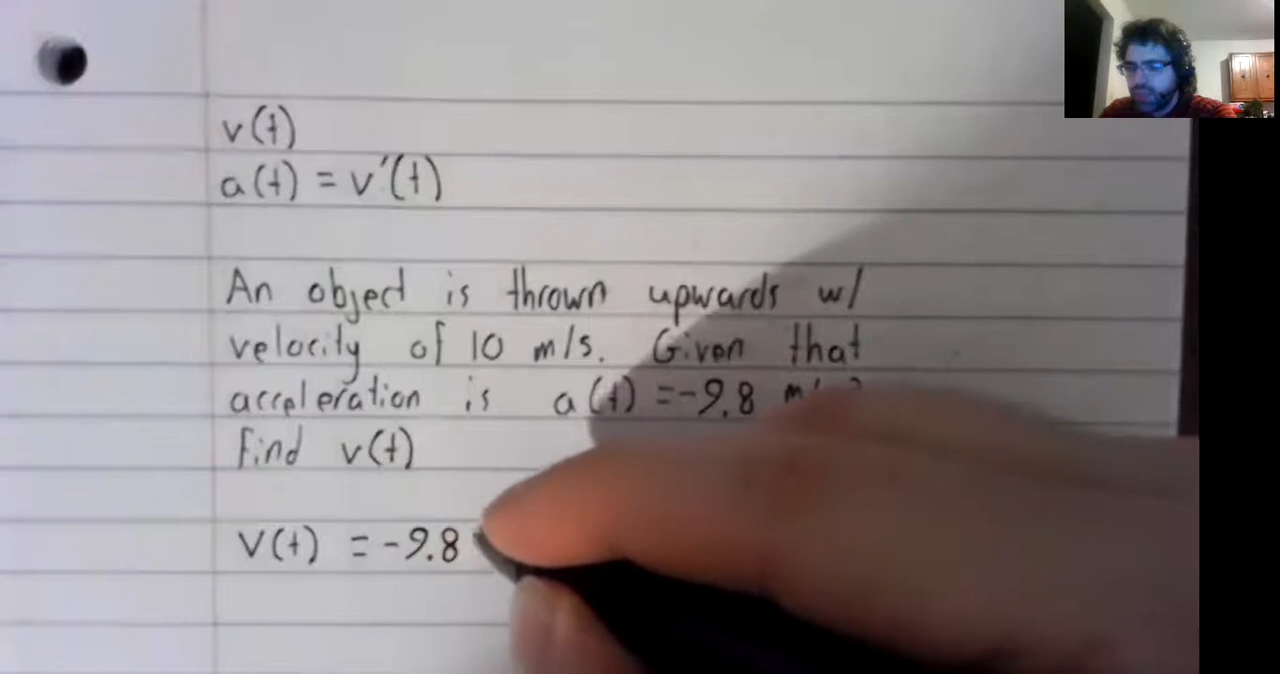 v(t)
a(t) = v'(t)
An object is thrown upwards w/
velocity of 10 m/s. Given that
acceleration is a(t) = -9.8
Find v(t)
V(t) = -9.8